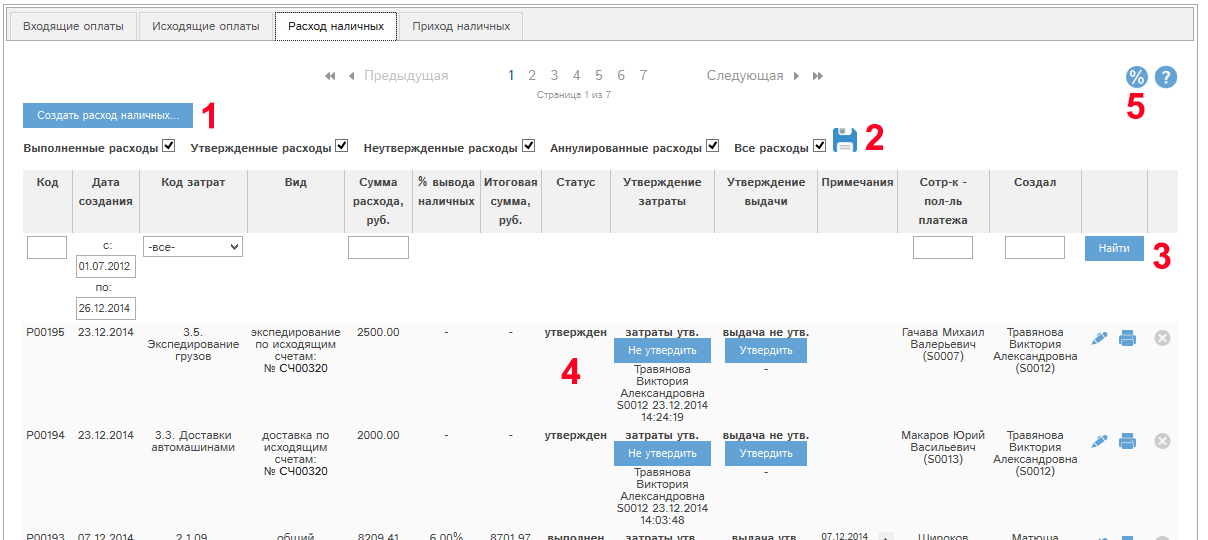 Входящие оплаты Исходящие оплаты Расход наличных Приход наличных
Предыдущая 1 2 3 4 5 6 7 Следующая
Страница 1 из 7
% ?
5
Создать расход наличных... 1
Выполненные расходы Утвержденные расходы Неутвержденные расходы Аннулированные расходы Все расходы 2
Код Дата Код затрат Вид Сумма % вывода Итоговая Статус Утверждение Утверждение Примечания Сотр-к - Создал
создания расхода, наличных сумма, затраты выдачи пол-ль
руб. руб. платежа
с: -все- Найти 3
01.07.2012
по:
26.12.2014
P00195 23.12.2014 3.5. экспедирование 2500.00 - - утвержден затраты утв. выдача не утв. Гачава Михаил Травянова
Экспедирование по исходящим Не утвердить Утвердить Валерьевич Виктория
грузов счетам: (S0007) Александровна
№ СЧ00320 4 Травянова - (S0012)
Виктория
Александровна
S0012 23.12.2014
14:24:19
P00194 23.12.2014 3.3. Доставки доставка по 2000.00 - - утвержден затраты утв. выдача не утв. Макаров Юрий Травянова
автомашинами исходящим Не утвердить Утвердить Васильевич Виктория
счетам: (S0013) Александровна
№ СЧ00320 Травянова - (S0012)
Виктория
Александровна
S0012 23.12.2014
14:03:48
P00193 07.12.2014 2.1.09. общий 8209.41 6.00% 8701.97 выполнен затраты утв. выдача утв. 07.12.2014 Широков Матюша